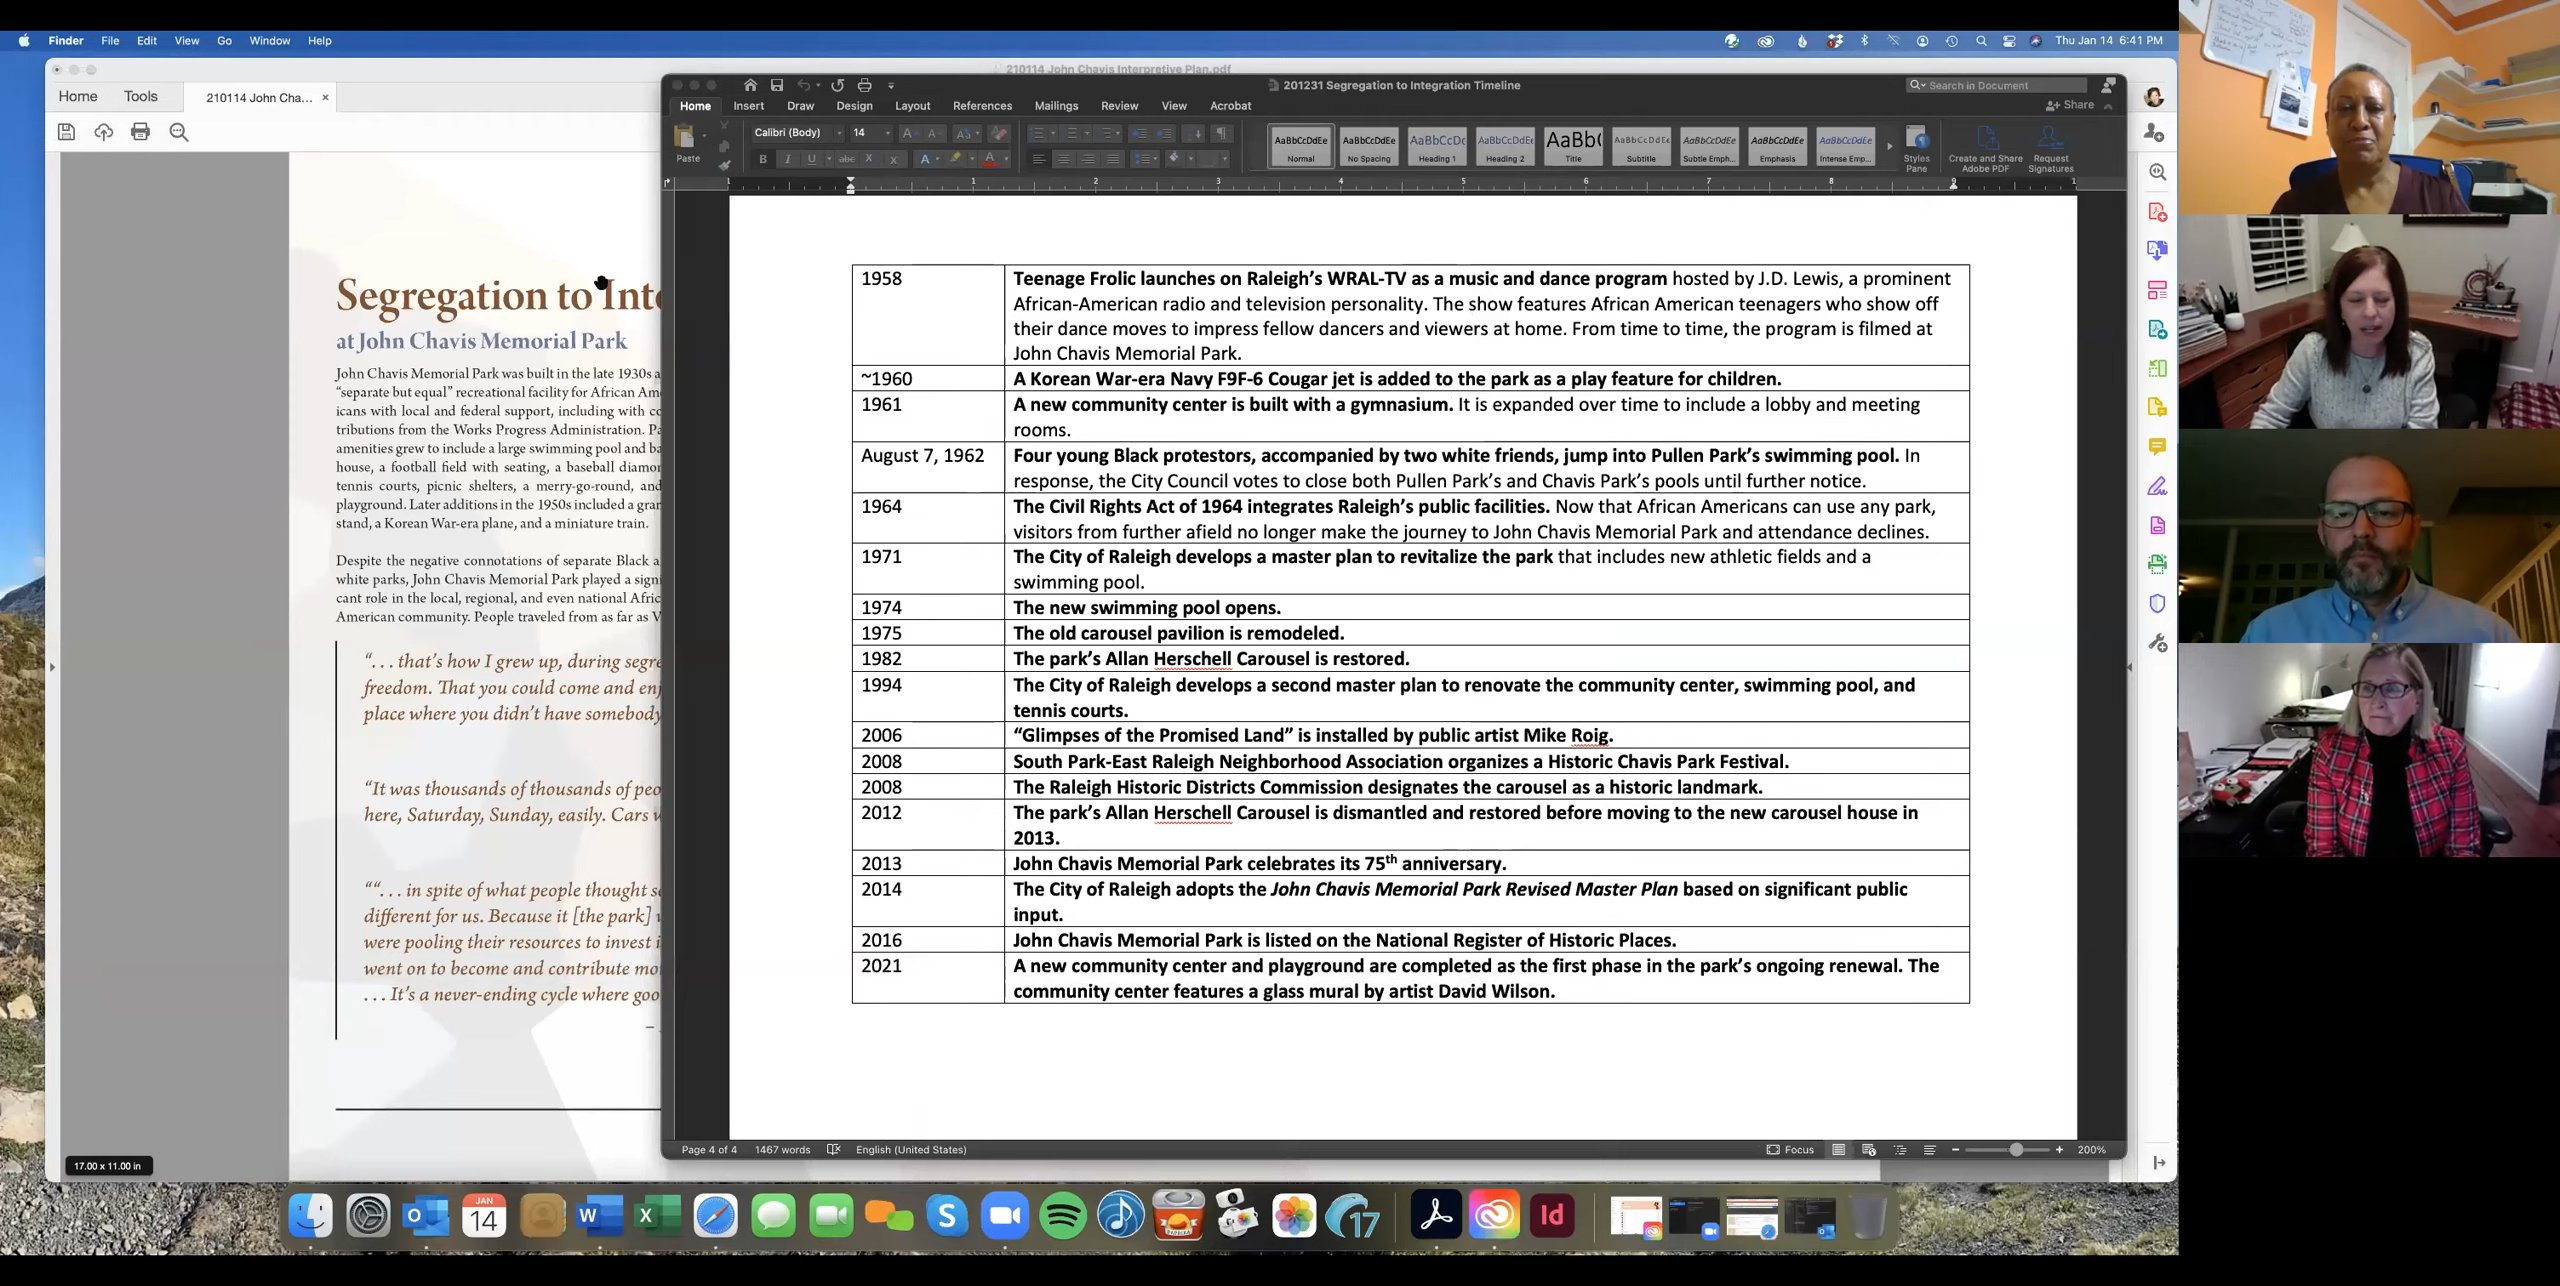 Finder File Edit View Go Window Help
Thu Jan 14 6:41 PM
210114 John Chavis Interpretive Plan.pdf
Home Tools 210114 John Cha... ×
Segregation to Inte
at John Chavis Memorial Park
John Chavis Memorial Park was built in the late 1930s a
“separate but equal” recreational facility for African Am
icans with local and federal support, including with co
tributions from the Works Progress Administration. Pa
amenities grew to include a large swimming pool and ba
house, a football field with seating, a baseball diamon
tennis courts, picnic shelters, a merry-go-round, and
playground. Later additions in the 1950s included a gran
stand, a Korean War-era plane, and a miniature train.
Despite the negative connotations of separate Black a
white parks, John Chavis Memorial Park played a signi
cant role in the local, regional, and even national Afric
American community. People traveled from as far as V
“. . . that’s how I grew up, during segre
freedom. That you could come and enj
place where you didn’t have somebody
“It was thousands of thousands of peo
here, Saturday, Sunday, easily. Cars w
““. . . in spite of what people thought s
different for us. Because it [the park] w
were pooling their resources to invest i
went on to become and contribute mo
. . . It’s a never-ending cycle where goo
17.00 x 11.00 in
201231 Segregation to Integration Timeline
Search in Document
Home Insert Draw Design Layout References Mailings Review View Acrobat
Share
Paste
Calibri (Body) 14
AaBbCcDdEe AaBbCcDdEe AaBbCcDc AaBbCcDdEe AaBb( AaBbCcDdEe AaBbCcDdEe AaBbCcDdEe AaBbCcDdEe
Normal No Spacing Heading 1 Heading 2 Title Subtitle Subtle Emph... Emphasis Intense Emp...
Styles Pane
Create and Share Adobe PDF
Request Signatures
1 1 2 3 4 5 6 7 8 9 1
1958 Teenage Frolic launches on Raleigh’s WRAL-TV as a music and dance program hosted by J.D. Lewis, a prominent
African-American radio and television personality. The show features African American teenagers who show off
their dance moves to impress fellow dancers and viewers at home. From time to time, the program is filmed at
John Chavis Memorial Park.
~1960 A Korean War-era Navy F9F-6 Cougar jet is added to the park as a play feature for children.
1961 A new community center is built with a gymnasium. It is expanded over time to include a lobby and meeting
rooms.
August 7, 1962 Four young Black protestors, accompanied by two white friends, jump into Pullen Park’s swimming pool. In
response, the City Council votes to close both Pullen Park’s and Chavis Park’s pools until further notice.
1964 The Civil Rights Act of 1964 integrates Raleigh’s public facilities. Now that African Americans can use any park,
visitors from further afield no longer make the journey to John Chavis Memorial Park and attendance declines.
1971 The City of Raleigh develops a master plan to revitalize the park that includes new athletic fields and a
swimming pool.
1974 The new swimming pool opens.
1975 The old carousel pavilion is remodeled.
1982 The park’s Allan Herschell Carousel is restored.
1994 The City of Raleigh develops a second master plan to renovate the community center, swimming pool, and
tennis courts.
2006 “Glimpses of the Promised Land” is installed by public artist Mike Roig.
2008 South Park-East Raleigh Neighborhood Association organizes a Historic Chavis Park Festival.
2008 The Raleigh Historic Districts Commission designates the carousel as a historic landmark.
2012 The park’s Allan Herschell Carousel is dismantled and restored before moving to the new carousel house in
2013.
2013 John Chavis Memorial Park celebrates its 75th anniversary.
2014 The City of Raleigh adopts the John Chavis Memorial Park Revised Master Plan based on significant public
input.
2016 John Chavis Memorial Park is listed on the National Register of Historic Places.
2021 A new community center and playground are completed as the first phase in the park’s ongoing renewal. The
community center features a glass mural by artist David Wilson.
Page 4 of 4 1467 words English (United States) Focus 200%
JAN
14
17
Id